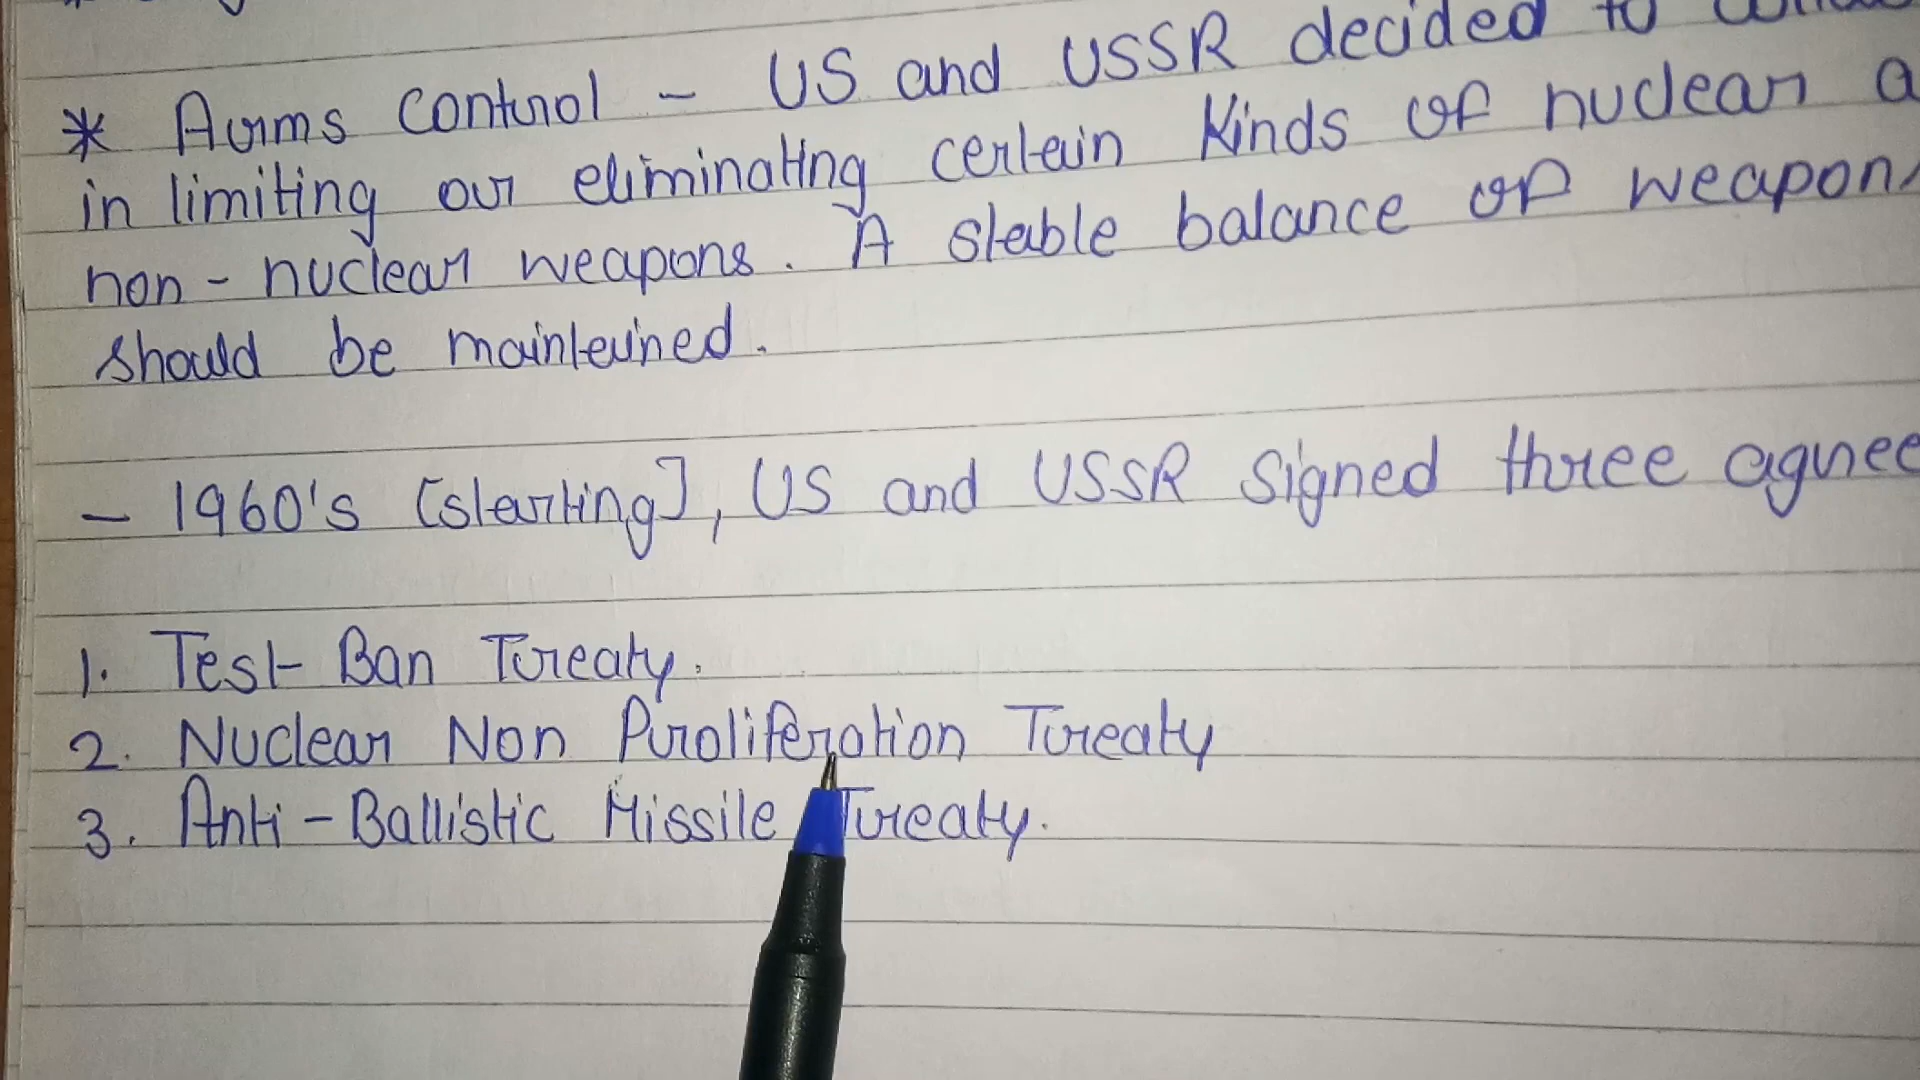 * Arms control - US and USSR decided to
in limiting or eliminating certain kinds of nuclear
non-nuclear weapons. A stable balance of weapons
should be maintained.
- 1960's [starting], US and USSR signed three agree
1. Test Ban Treaty.
2. Nuclear Non Proliferation Treaty
3. Anti-Ballistic Missile Treaty.